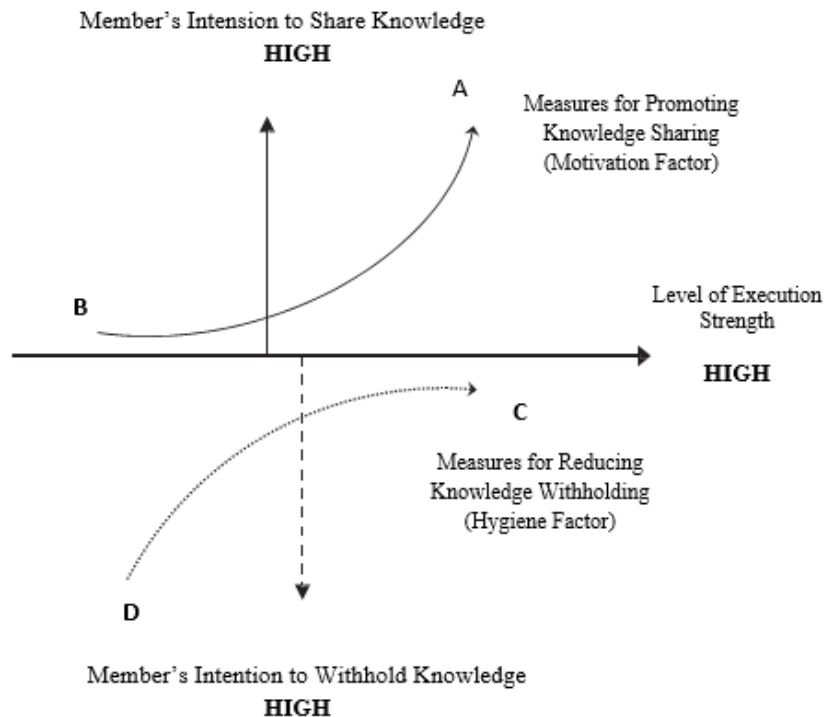 Member's Intension to Share Knowledge
HIGH
A
Measures for Promoting
Knowledge Sharing
(Motivation Factor)
B
Level of Execution
Strength
HIGH
C
Measures for Reducing
Knowledge Withholding
(Hygiene Factor)
D
Member's Intention to Withhold Knowledge
HIGH